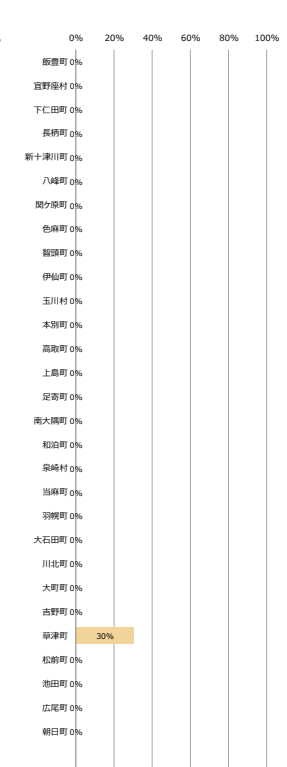 0% 20% 40% 60% 80% 100%
飯豊町 0%
宜野座村 0%
下仁田町 0%
長柄町 0%
新十津川町 0%
八峰町 0%
関ケ原町 0%
色麻町 0%
智頭町 0%
伊仙町 0%
玉川村 0%
本別町 0%
高取町 0%
上島町 0%
足寄町 0%
南大隅町 0%
和泊町 0%
泉崎村 0%
当麻町 0%
羽幌町 0%
大石田町 0%
川北町 0%
大町町 0%
吉野町 0%
草津町 30%
松前町 0%
池田町 0%
広尾町 0%
朝日町 0%